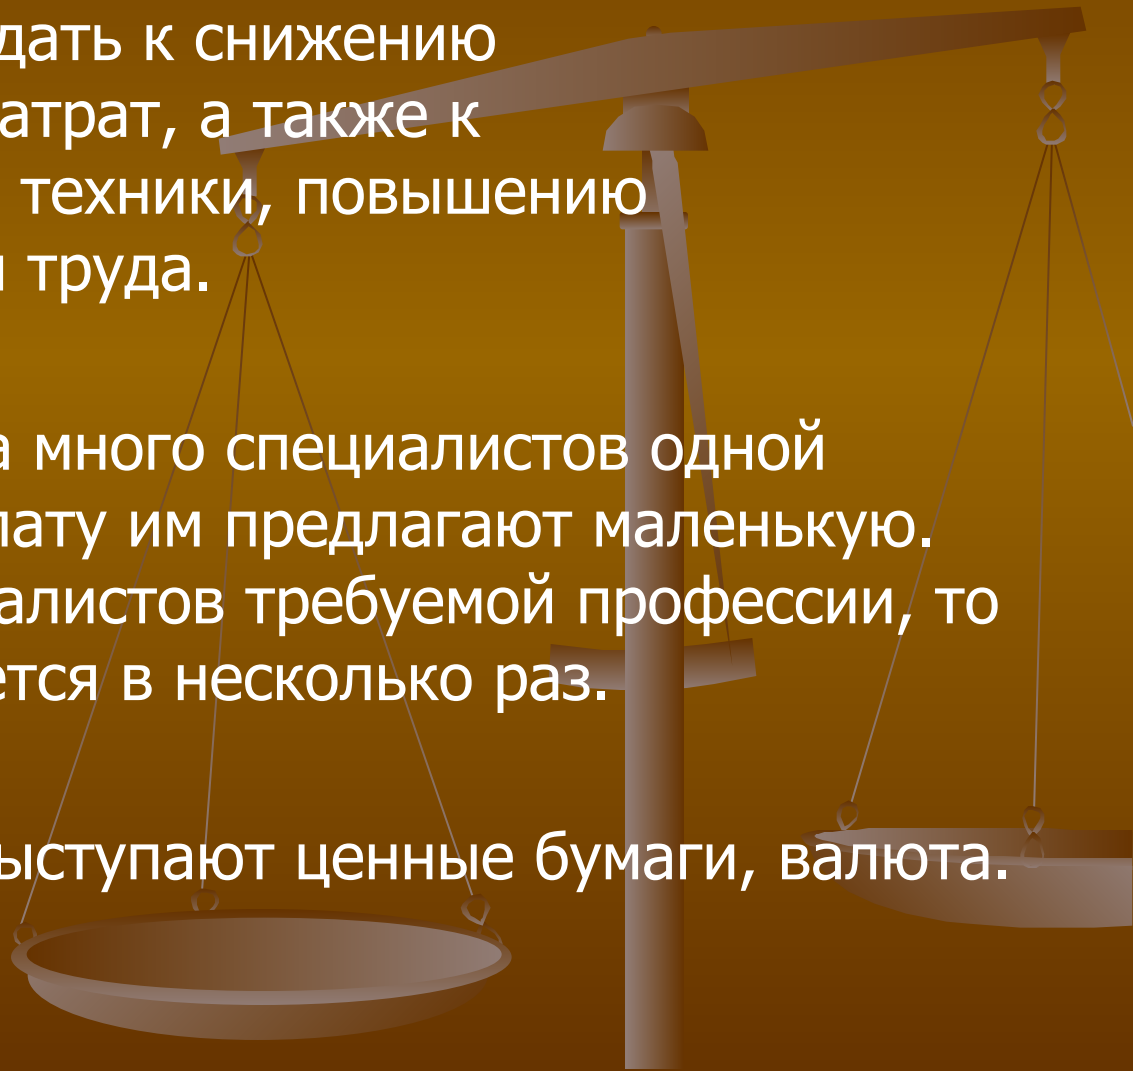 дать к снижению
атрат, а также к
техники, повышению
труда.
много специалистов одной
лату им предлагают маленькую.
алистов требуемой профессии, то
ется в несколько раз.
ыступают ценные бумаги, валюта.